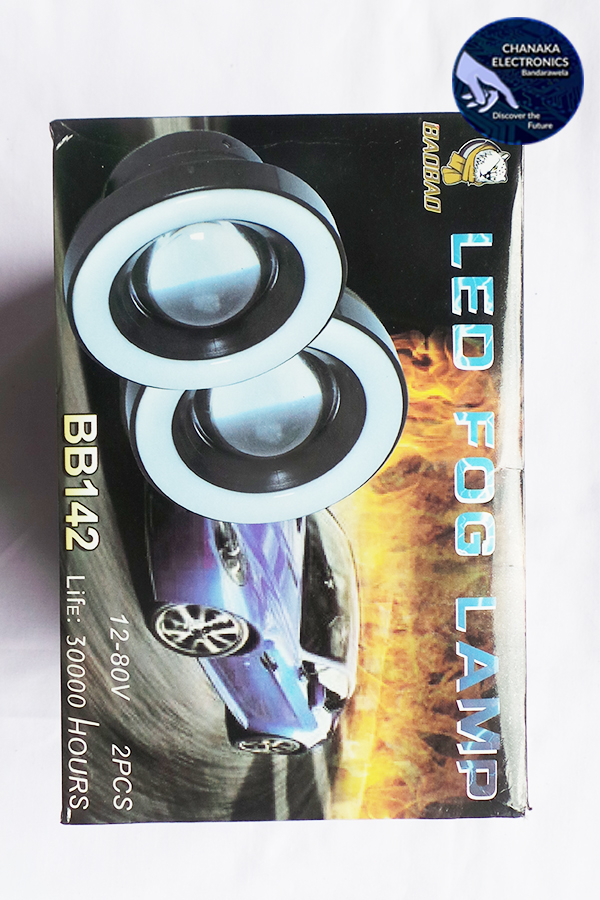 CHANAKA
ELECTRONICS
Bandarawela
Discover the
Future
BAOBAO
LED FOG LAMP
BB142
12-80V 2PCS
Life: 30000 HOURS